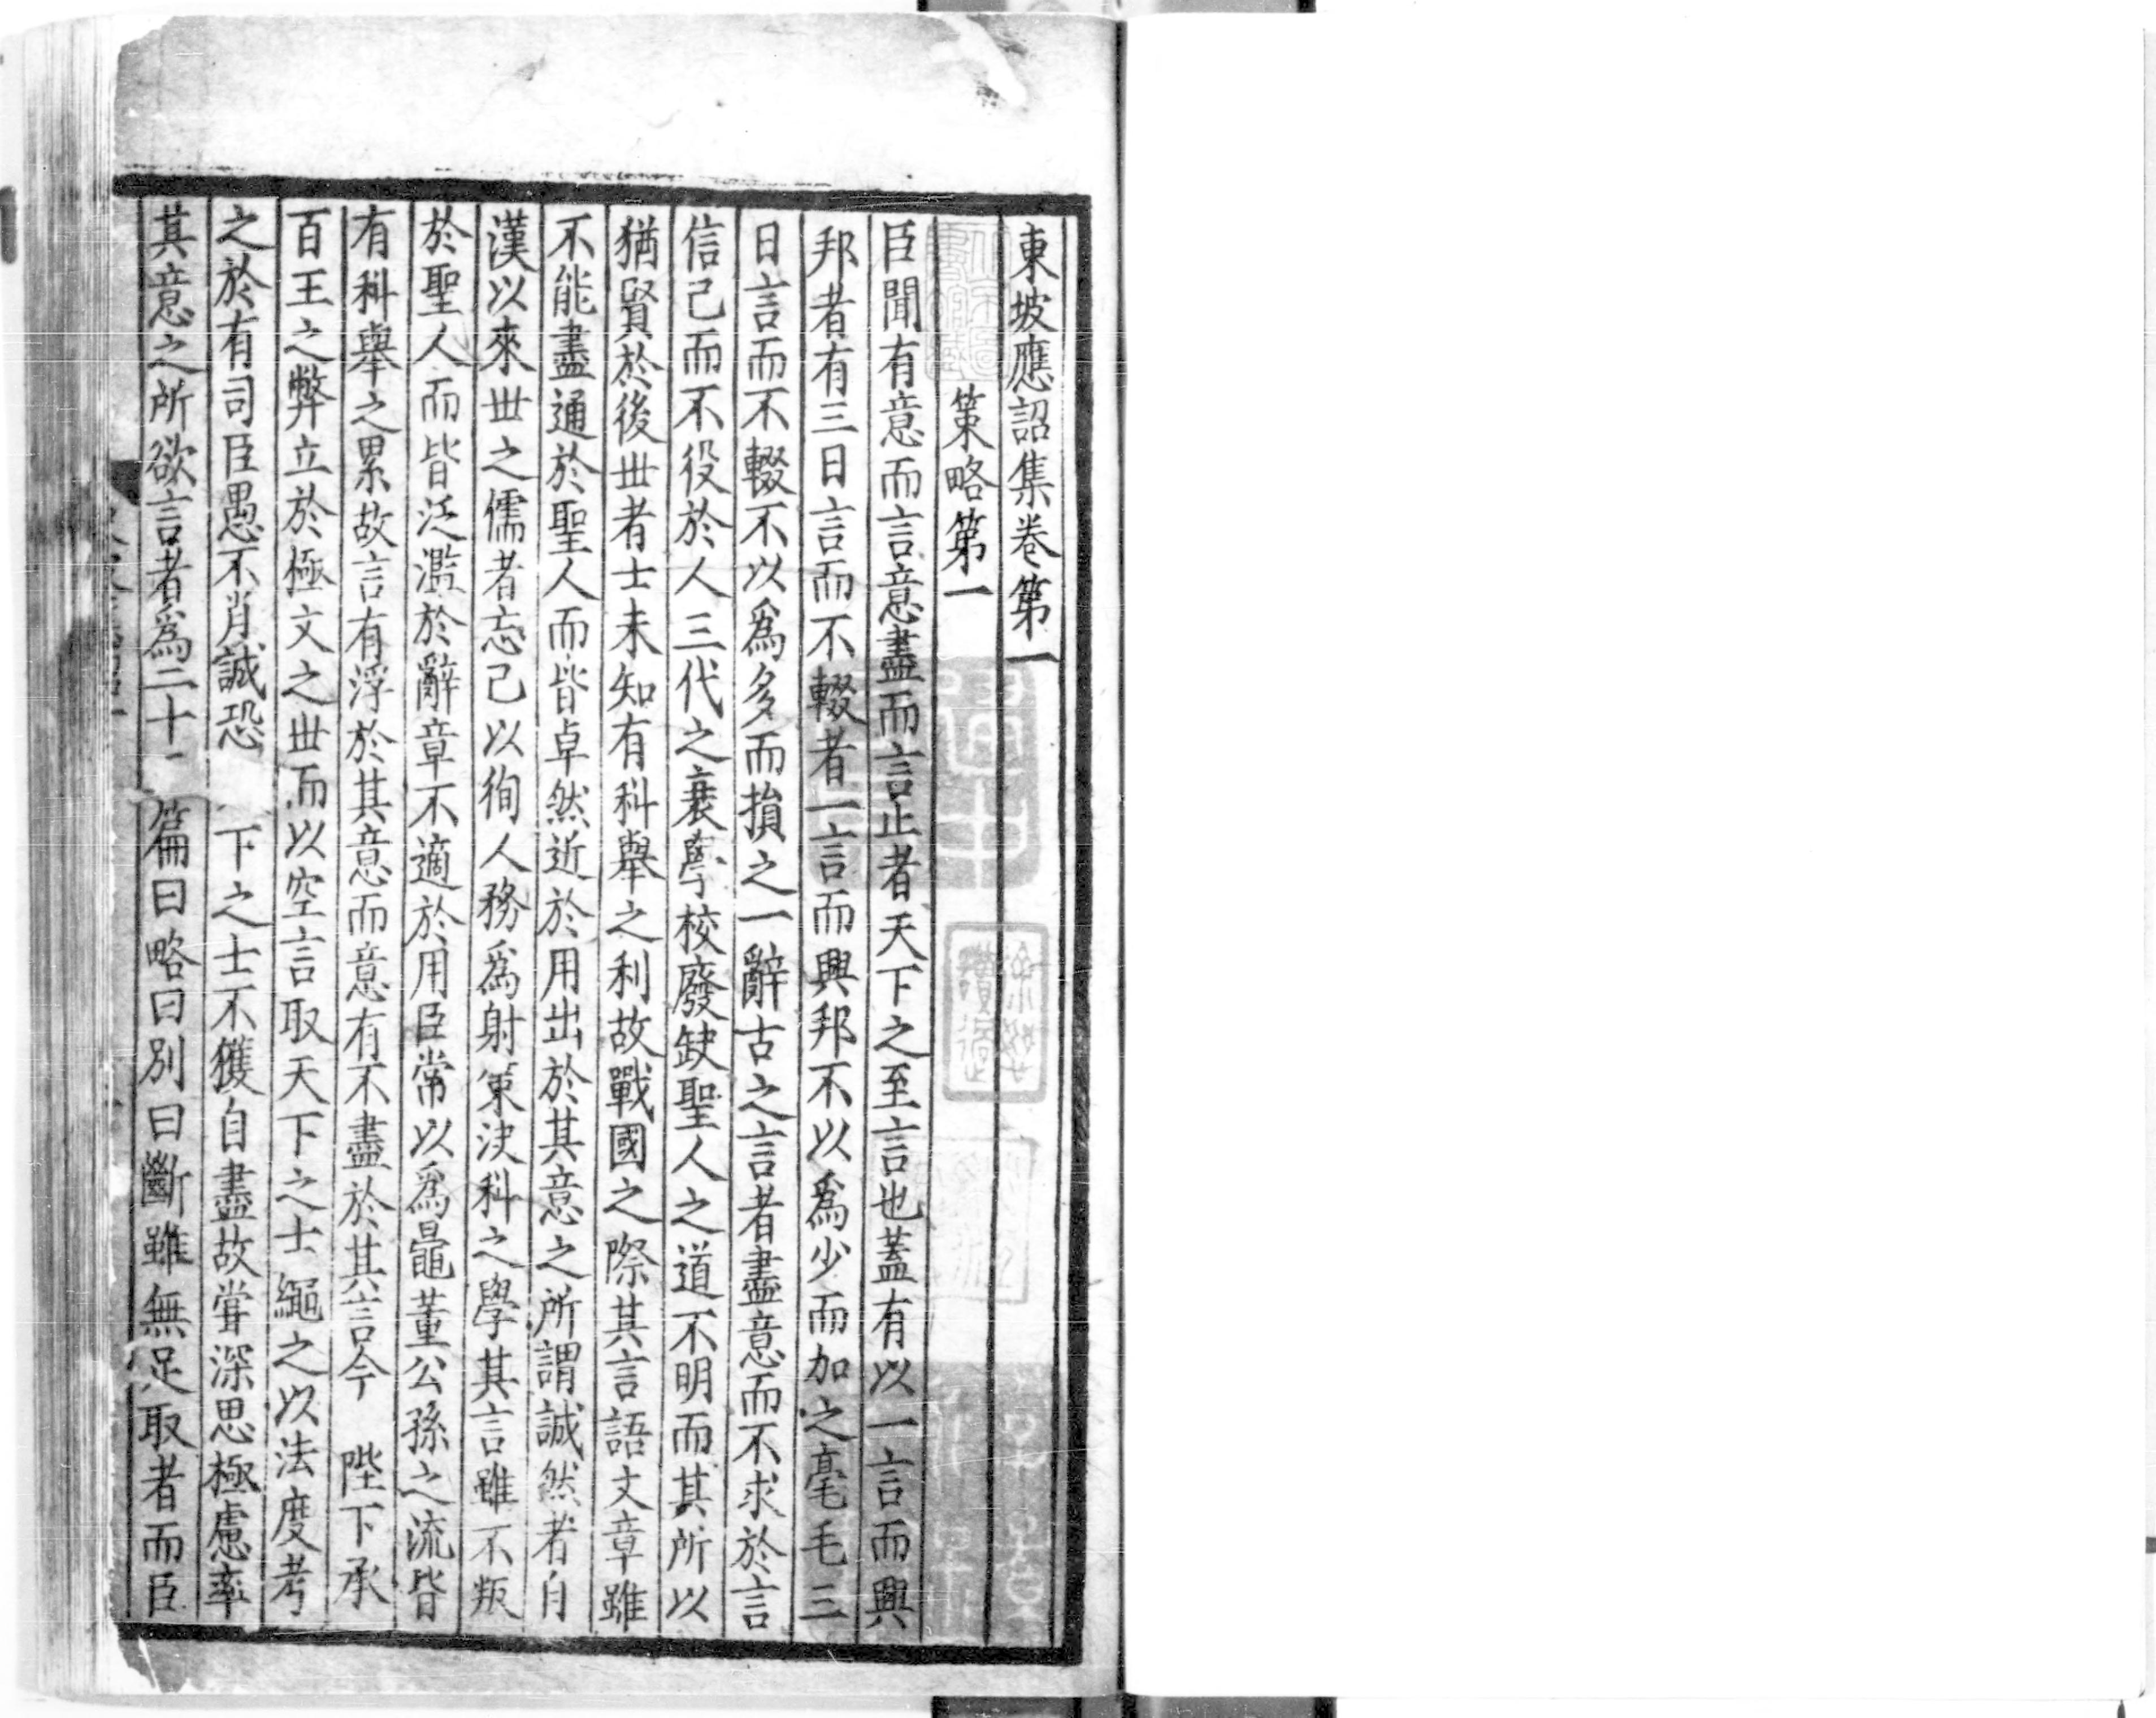 東坡應詔集卷第一
策略第一
臣聞有意而言意盡而言止者天下之至言也蓋有以一言而興
邦者有三日言而不輟者一言而興邦不以爲少而加之毫毛三
日言而不輟不以爲多而損之一辭古之言者盡意而不求於言
信己而不役於人三代之衰學校廢缺聖人之道不明而其所以
猶賢於後世者士未知有科舉之利故戰國之際其言語文章雖
不能盡通於聖人而皆卓然近於用出於其意之所謂誠然者自
漢以來世之儒者忘己以徇人務爲射策決科之學其言雖不叛
於聖人而皆泛濫於辭章不適於用臣常以爲鼂董公孫之流皆
有科舉之累故言有浮於其意而意有不盡於其言今 陛下承
百王之弊立於極文之世而以空言取天下之士繩之以法度考
之於有司臣愚不肖誠恐 下之士不獲自盡故甞深思極慮率
其意之所欲言者爲二十 篇曰略曰別曰斷雖無足取者而臣